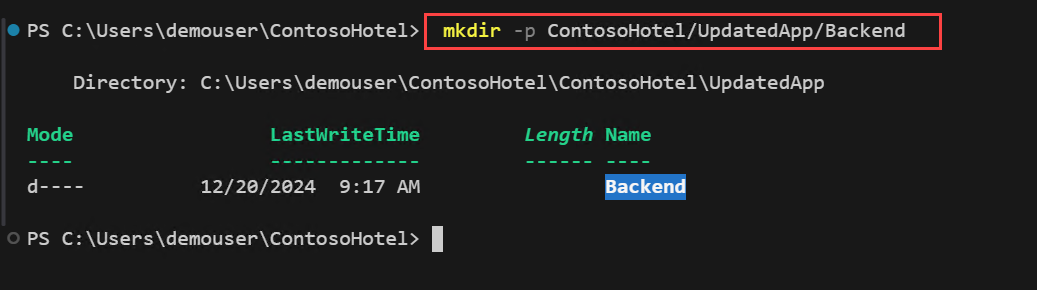 PS C:\Users\demouser\ContosoHotel> mkdir -p ContosoHotel/UpdatedApp/Backend
Directory: C:\Users\demouser\ContosoHotel\ContosoHotel\UpdatedApp
Mode LastWriteTime Length Name
---- ------------- ------ ----
d---- 12/20/2024 9:17 AM Backend
PS C:\Users\demouser\ContosoHotel>